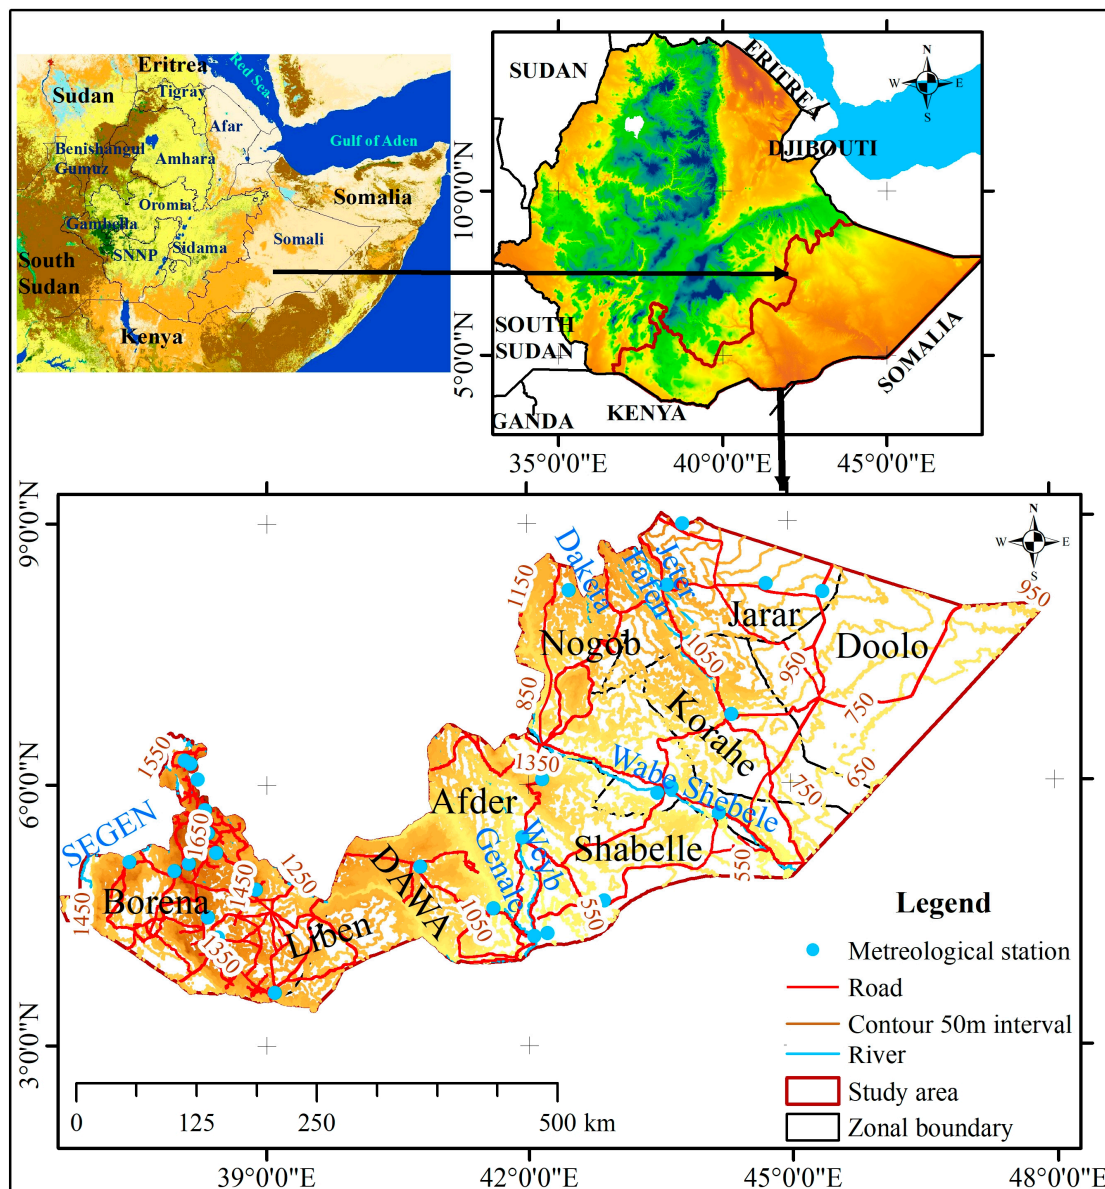 Eritrea
Red Sea
Sudan
Tigray
Afar
Gulf of Aden
Benishangul
Gumuz
Amhara
Somalia
Oromia
Gambella
Somali
Sidama
SNNP
South
Sudan
Kenya
SUDAN
ERITREA
N
W E
S
DJIBOUTI
10°0'0"N
SOUTH
SUDAN
5°0'0"N
SOMALIA
GANDA
KENYA
35°0'0"E 40°0'0"E 45°0'0"E
9°0'0"N
N
W E
S
Daketa
Fafen
Jeter
1150
950
Jarar
Nogob
Doolo
1050
950
850
750
Korahe
1550
1350
650
750
Wabe Shebele
6°0'0"N
Afder
SEGEN
1650
Weyb
Genale
Shabelle
550
DAWA
1250
1450
1450
Borena
550
Legend
1050
Liben
1350
Metreological station
Road
Contour 50m interval
River
Study area
Zonal boundary
3°0'0"N
0 125 250 500 km
39°0'0"E 42°0'0"E 45°0'0"E 48°0'0"E